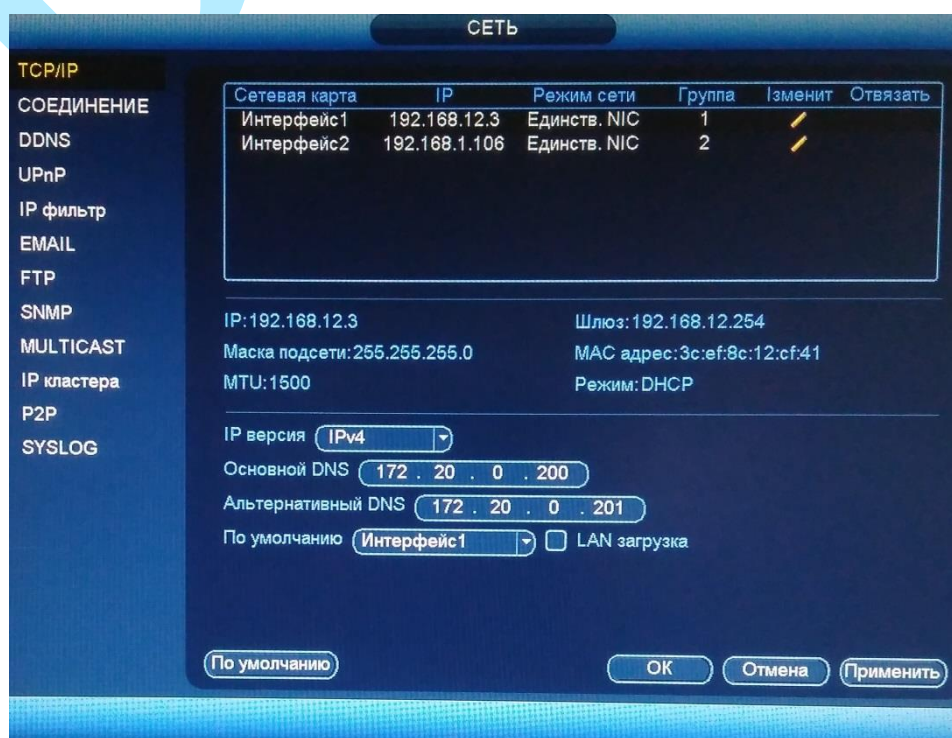 СЕТЬ
TCP/IP
СОЕДИНЕНИЕ
DDNS
UPnP
IP фильтр
EMAIL
FTP
SNMP
MULTICAST
IP кластера
P2P
SYSLOG
Сетевая карта IP Режим сети Группа Ізменит Отвязать
Интерфейс1 192.168.12.3 Единств. NIC 1
Интерфейс2 192.168.1.106 Единств. NIC 2
IP:192.168.12.3 Шлюз:192.168.12.254
Маска подсети:255.255.255.0 MAC адрес:3c:ef:8c:12:cf:41
MTU:1500 Режим:DHCP
IP версия IPv4
Основной DNS 172 . 20 . 0 . 200
Альтернативный DNS 172 . 20 . 0 . 201
По умолчанию Интерфейс1 LAN загрузка
По умолчанию ОК Отмена Применить